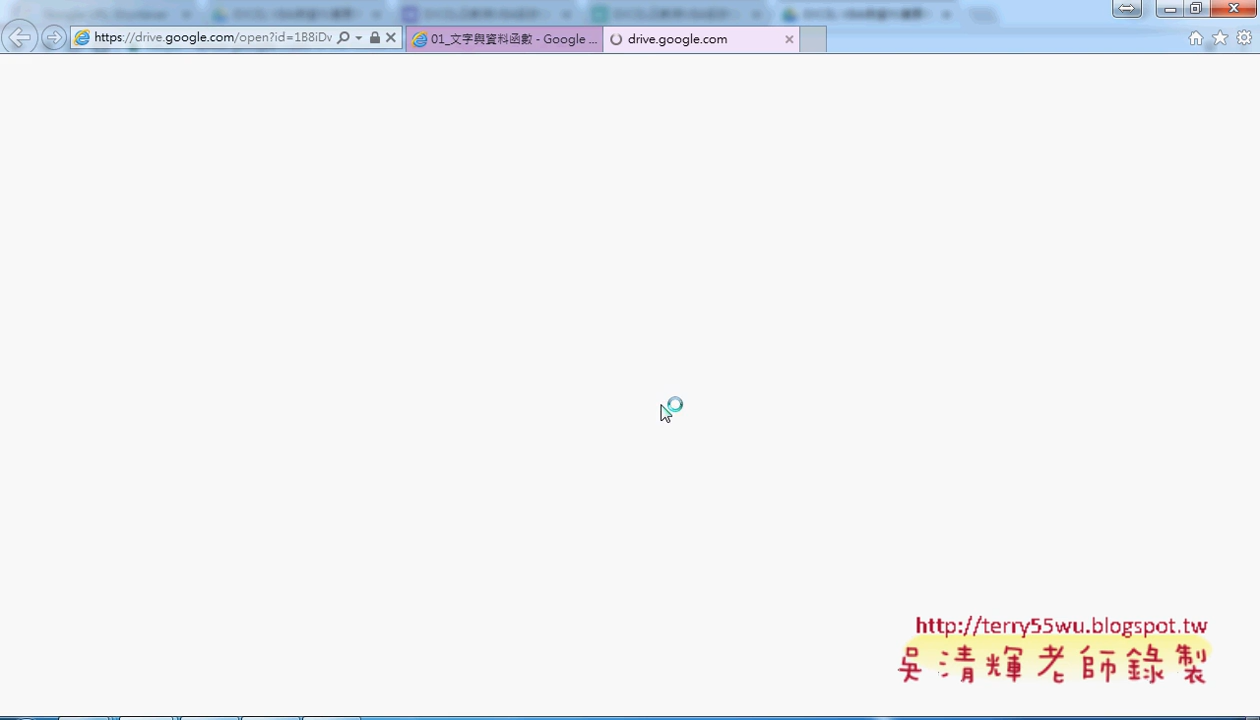 https://drive.google.com/open?id=1B8iDv
01_文字與資料函數 - Google ...
drive.google.com
http://terry55wu.blogspot.tw
吳清輝老師錄製